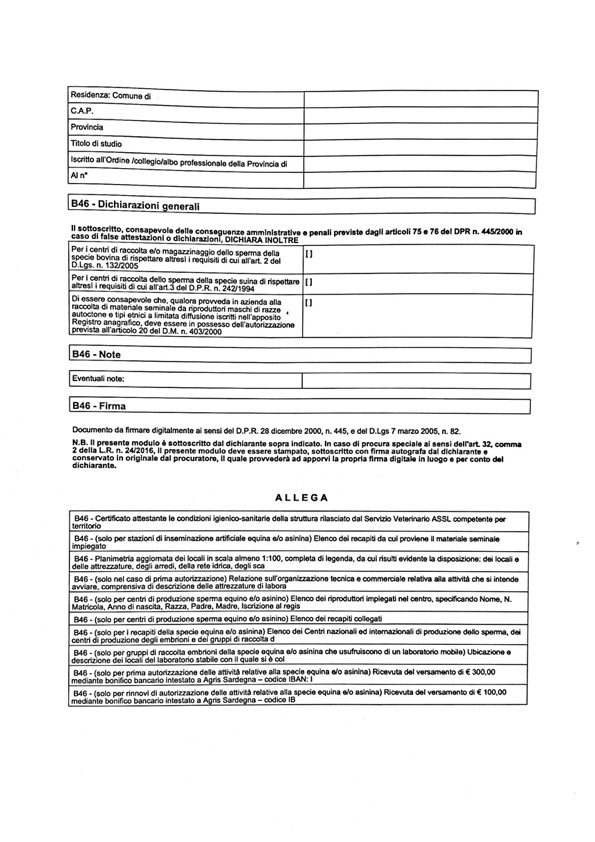 Residenza: Comune di
C.A.P.
Provincia
Titolo di studio
Iscritto all'Ordine /collegio/albo professionale della Provincia di
Al n°
B46 - Dichiarazioni generali
Il sottoscritto, consapevole delle conseguenze amministrative e penali previste dagli articoli 75 e 76 del DPR n. 445/2000 in
caso di false attestazioni o dichiarazioni, DICHIARA INOLTRE
Per i centri di raccolta e/o magazzinaggio dello sperma della
specie bovina di rispettare altresì i requisiti di cui all'art. 2 del
D.Lgs. n. 132/2005
[ ]
Per i centri di raccolta dello sperma della specie suina di rispettare
altresì i requisiti di cui all'art.3 del D.P.R. n. 242/1994
[ ]
Di essere consapevole che, qualora provveda in azienda alla
raccolta di materiale seminale da riproduttori maschi di razze
autoctone e tipi etnici a limitata diffusione iscritti nell'apposito
Registro anagrafico, deve essere in possesso dell'autorizzazione
prevista all'articolo 20 del D.M. n. 403/2000
[ ]
B46 - Note
Eventuali note:
B46 - Firma
Documento da firmare digitalmente ai sensi del D.P.R. 28 dicembre 2000, n. 445, e del D.Lgs 7 marzo 2005, n. 82.
N.B. Il presente modulo è sottoscritto dal dichiarante sopra indicato. In caso di procura speciale ai sensi dell'art. 32, comma
2 della L.R. n. 24/2016, il presente modulo deve essere stampato, sottoscritto con firma autografa dal dichiarante e
conservato in originale dal procuratore, il quale provvederà ad apporvi la propria firma digitale in luogo e per conto del
dichiarante.
ALLEGA
B46 - Certificato attestante le condizioni igienico-sanitarie della struttura rilasciato dal Servizio Veterinario ASSL competente per
territorio
B46 - (solo per stazioni di inseminazione artificiale equina e/o asinina) Elenco dei recapiti da cui proviene il materiale seminale
impiegato
B46 - Planimetria aggiornata dei locali in scala almeno 1:100, completa di legenda, da cui risulti evidente la disposizione: dei locali e
delle attrezzature, degli arredi, della rete idrica, degli sca
B46 - (solo nel caso di prima autorizzazione) Relazione sull'organizzazione tecnica e commerciale relativa alla attività che si intende
avviare, comprensiva di descrizione delle attrezzature di labora
B46 - (solo per centri di produzione sperma equino e/o asinino) Elenco dei riproduttori impiegati nel centro, specificando Nome, N.
Matricola, Anno di nascita, Razza, Padre, Madre, Iscrizione al regis
B46 - (solo per centri di produzione sperma equino e/o asinino) Elenco dei recapiti collegati
B46 - (solo per i recapiti della specie equina e/o asinina) Elenco dei Centri nazionali ed internazionali di produzione dello sperma, dei
centri di produzione degli embrioni e dei gruppi di raccolta d
B46 - (solo per gruppi di raccolta embrioni della specie equina e/o asinina che usufruiscono di un laboratorio mobile) Ubicazione e
descrizione dei locali del laboratorio stabile con il quale si è col
B46 - (solo per prima autorizzazione delle attività relative alla specie equina e/o asinina) Ricevuta del versamento di € 300,00
mediante bonifico bancario intestato a Agris Sardegna – codice IBAN: I
B46 - (solo per rinnovi di autorizzazione delle attività relative alla specie equina e/o asinina) Ricevuta del versamento di € 100,00
mediante bonifico bancario intestato a Agris Sardegna – codice IB